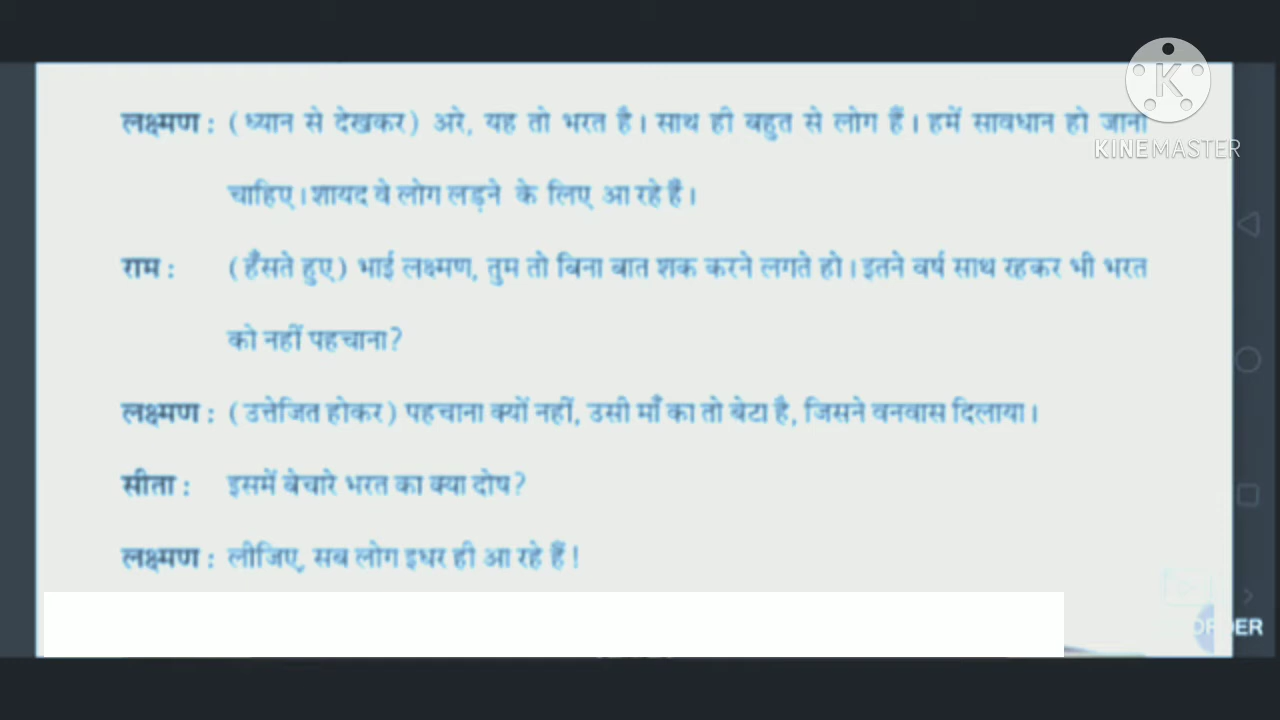 KINEMASTER
लक्ष्मण : (ध्यान से देखकर) अरे, यह तो भरत है। साथ ही बहुत से लोग हैं। हमें सावधान हो जाना
चाहिए। शायद वे लोग लड़ने के लिए आ रहे हैं।
राम : (हँसते हुए) भाई लक्ष्मण, तुम तो बिना बात शक करने लगते हो। इतने वर्ष साथ रहकर भी भरत
को नहीं पहचाना?
लक्ष्मण : (उत्तेजित होकर) पहचाना क्यों नहीं, उसी माँ का तो बेटा है, जिसने वनवास दिलाया।
सीता : इसमें बेचारे भरत का क्या दोष?
लक्ष्मण : लीजिए, सब लोग इधर ही आ रहे हैं!